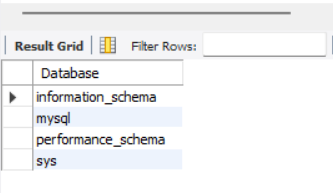 Result Grid Filter Rows:
Database
information_schema
mysql
performance_schema
sys